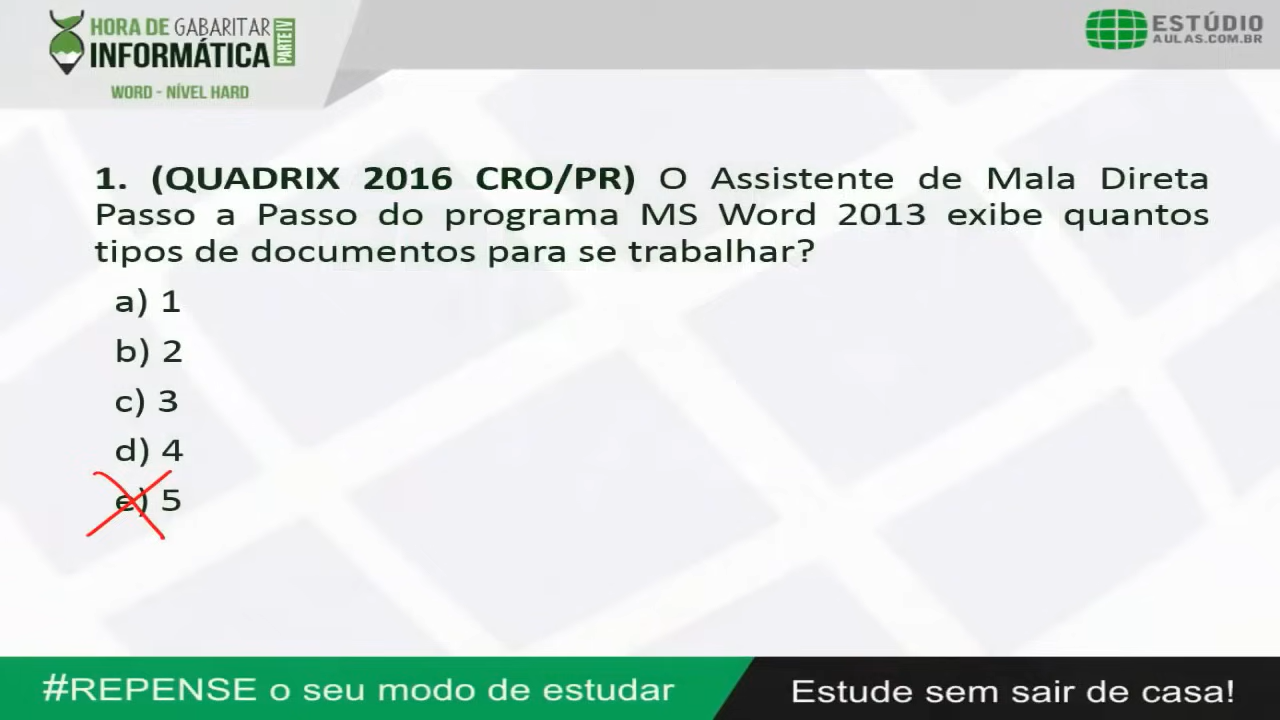 HORA DE GABARITAR
INFORMÁTICA
PARTE IV
WORD - NÍVEL HARD
ESTÚDIO
AULAS.COM.BR
1. (QUADRIX 2016 CRO/PR) O Assistente de Mala Direta
Passo a Passo do programa MS Word 2013 exibe quantos
tipos de documentos para se trabalhar?
a) 1
b) 2
c) 3
d) 4
e) 5
#REPENSE o seu modo de estudar
Estude sem sair de casa!